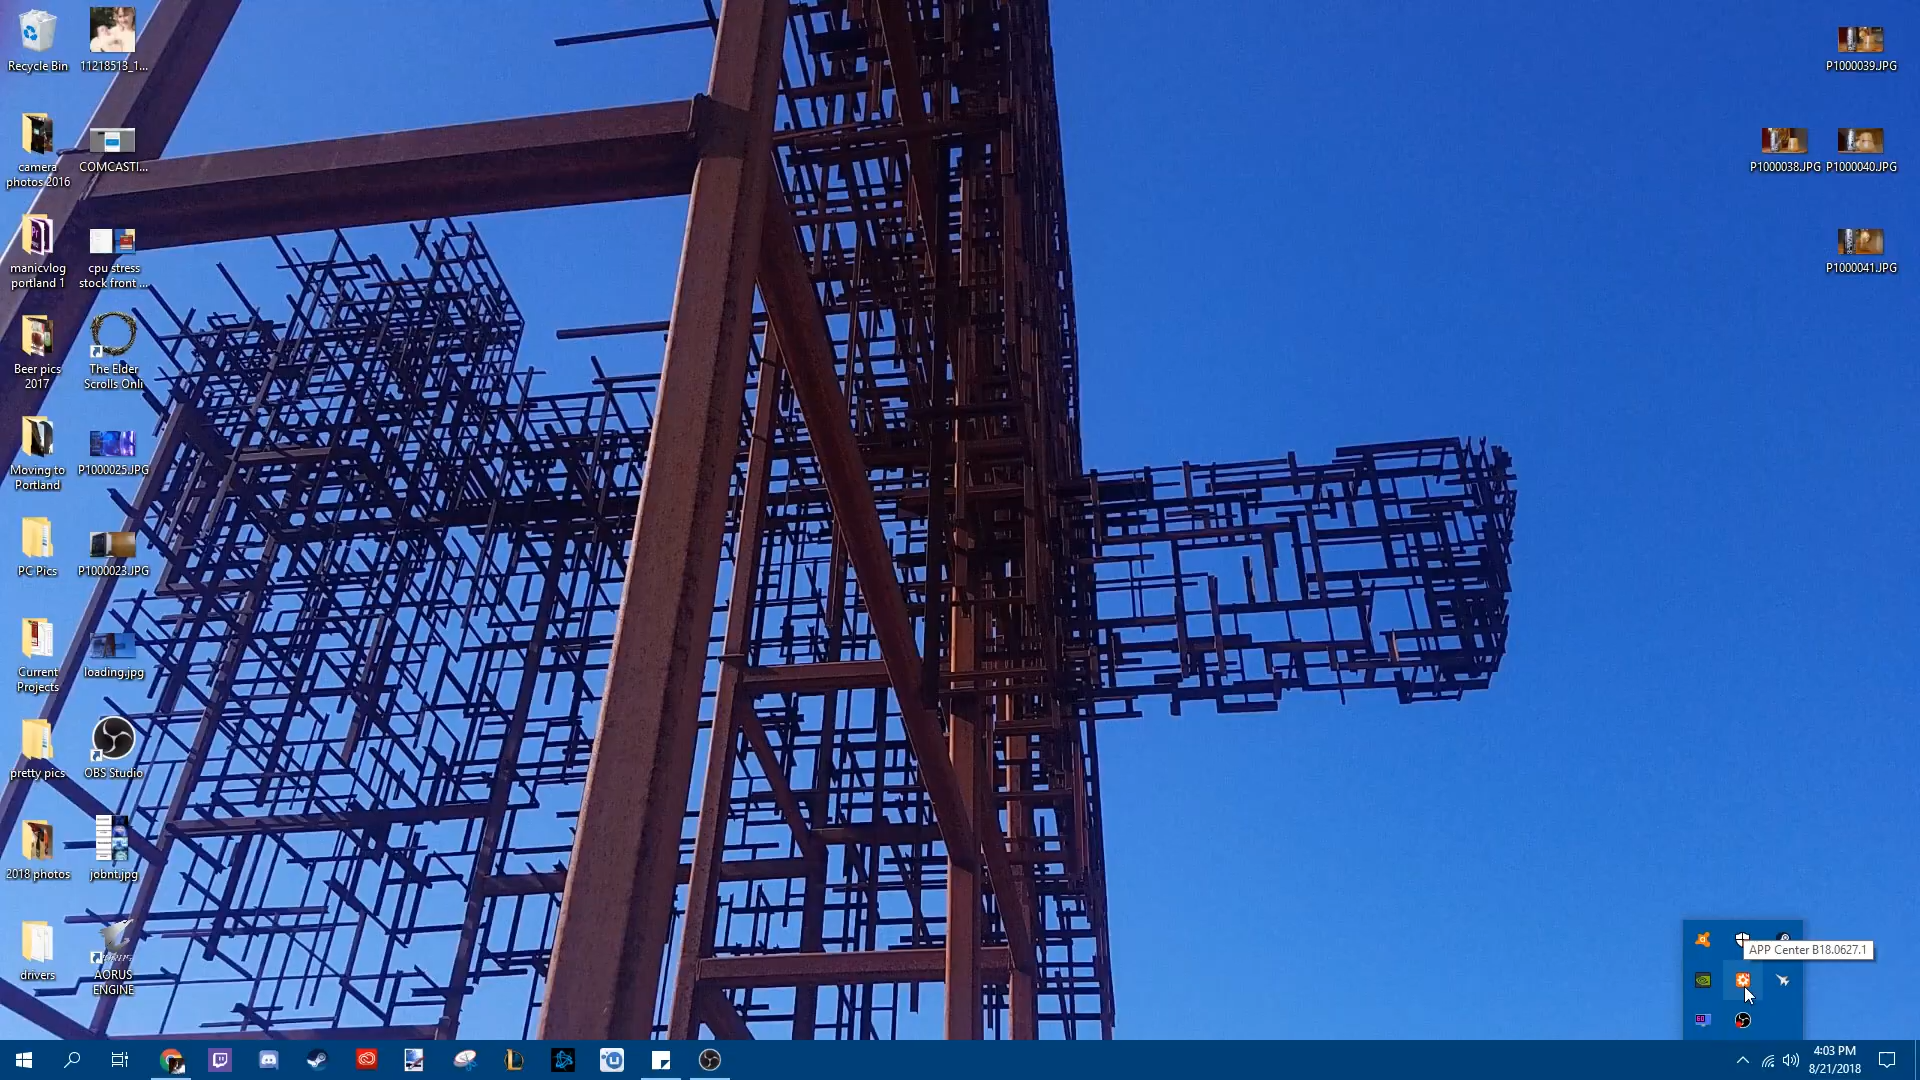 Recycle Bin
11218513_1...
camera
photos 2016
COMCASTI...
manicvlog
portland 1
cpu stress
stock front ...
Beer pics
2017
The Elder
Scrolls Onli
Moving to
Portland
P1000025.JPG
PC Pics
P1000023.JPG
Current
Projects
loading.jpg
pretty pics
OBS Studio
2018 photos
jobnt.jpg
drivers
AORUS
ENGINE
P1000039.JPG
P1000038.JPG
P1000040.JPG
P1000041.JPG
APP Center B18.0627.1
4:03 PM
8/21/2018